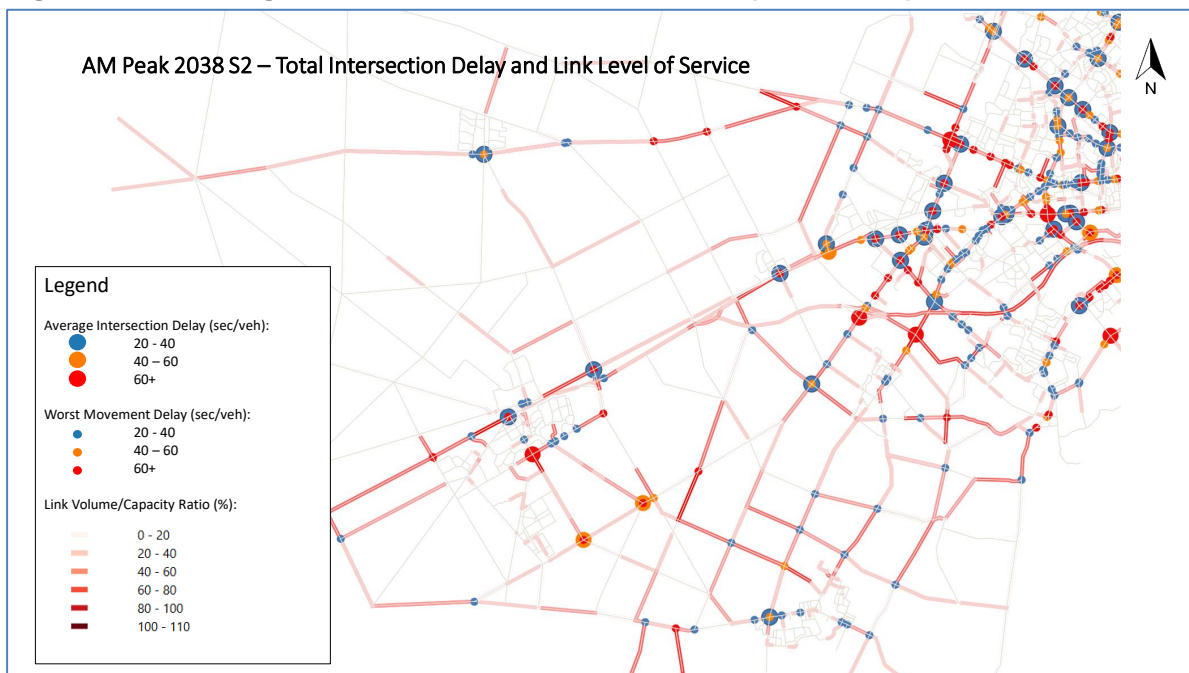 AM Peak 2038 S2 – Total Intersection Delay and Link Level of Service
N
Legend
Average Intersection Delay (sec/veh):
20 - 40
40 – 60
60+
Worst Movement Delay (sec/veh):
20 - 40
40 – 60
60+
Link Volume/Capacity Ratio (%):
0 - 20
20 - 40
40 - 60
60 - 80
80 - 100
100 - 110